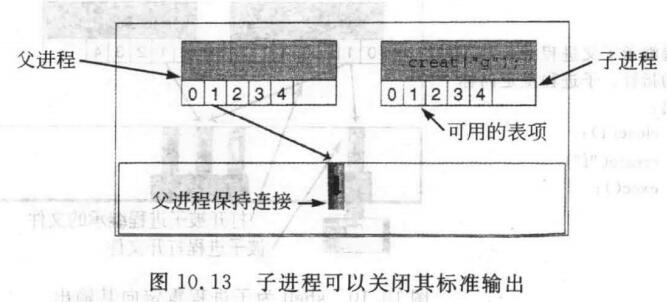 父进程
creat("g");
子进程
0 1 2 3 4
0 1 2 3 4
可用的表项
父进程保持连接
图 10.13 子进程可以关闭其标准输出